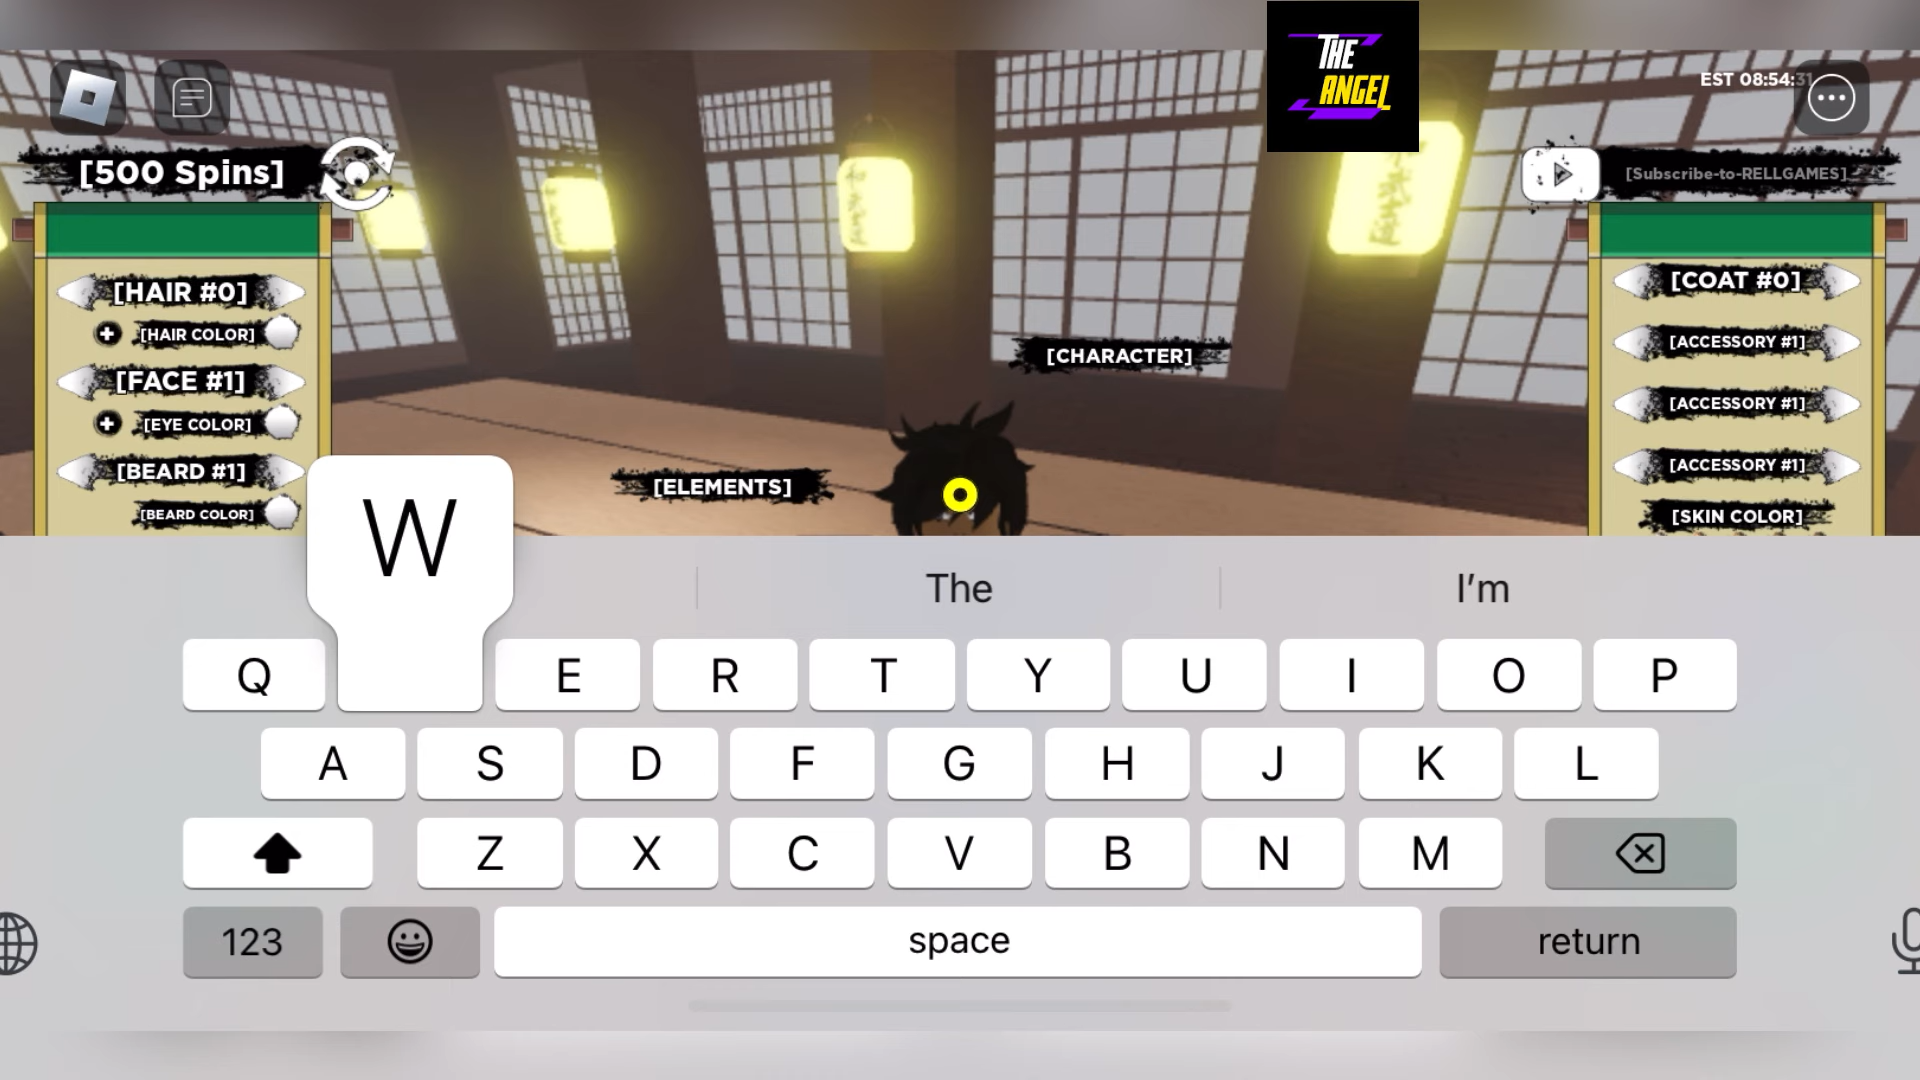 THE
ANGEL
EST 08:54:31
[500 Spins]
[Subscribe-to-RELLGAMES]
[HAIR #0]
[HAIR COLOR]
[FACE #1]
[EYE COLOR]
[BEARD #1]
[BEARD COLOR]
[CHARACTER]
[ELEMENTS]
[COAT #0]
[ACCESSORY #1]
[ACCESSORY #1]
[ACCESSORY #1]
[SKIN COLOR]
The I’m
Q W E R T Y U I O P
A S D F G H J K L
Z X C V B N M
123 space return